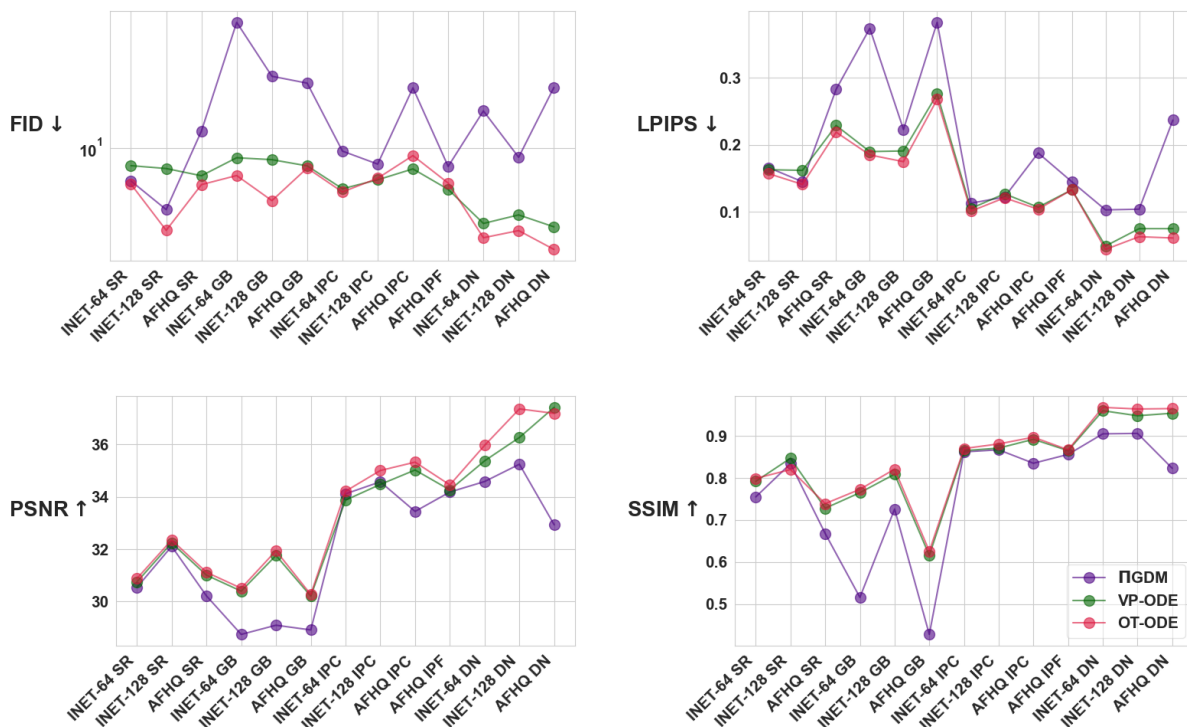 FID ↓
10¹
INET-64 SR
INET-128 SR
AFHQ SR
INET-64 GB
INET-128 GB
AFHQ GB
INET-64 IPC
INET-128 IPC
AFHQ IPC
AFHQ IPF
INET-64 DN
INET-128 DN
AFHQ DN
LPIPS ↓
0.3
0.2
0.1
INET-64 SR
INET-128 SR
AFHQ SR
INET-64 GB
INET-128 GB
AFHQ GB
INET-64 IPC
INET-128 IPC
AFHQ IPC
AFHQ IPF
INET-64 DN
INET-128 DN
AFHQ DN
PSNR ↑
36
34
32
30
INET-64 SR
INET-128 SR
AFHQ SR
INET-64 GB
INET-128 GB
AFHQ GB
INET-64 IPC
INET-128 IPC
AFHQ IPC
AFHQ IPF
INET-64 DN
INET-128 DN
AFHQ DN
SSIM ↑
0.9
0.8
0.7
0.6
0.5
ΠGDM
VP-ODE
OT-ODE
INET-64 SR
INET-128 SR
AFHQ SR
INET-64 GB
INET-128 GB
AFHQ GB
INET-64 IPC
INET-128 IPC
AFHQ IPC
AFHQ IPF
INET-64 DN
INET-128 DN
AFHQ DN